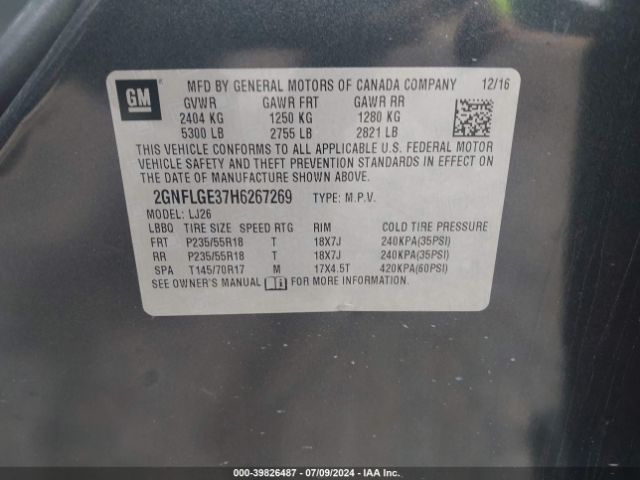 GM
MFD BY GENERAL MOTORS OF CANADA COMPANY 12/16
GVWR GAWR FRT GAWR RR
2404 KG 1250 KG 1280 KG
5300 LB 2755 LB 2821 LB
THIS VEHICLE CONFORMS TO ALL APPLICABLE U.S. FEDERAL MOTOR
VEHICLE SAFETY AND THEFT PREVENTION STANDARDS IN EFFECT ON
THE DATE OF MANUFACTURE SHOWN ABOVE.
2GNFLGE37H6267269 TYPE: M.P.V.
MODEL: LJ26
LBBQ TIRE SIZE SPEED RTG RIM COLD TIRE PRESSURE
FRT P235/55R18 T 18X7J 240KPA(35PSI)
RR P235/55R18 T 18X7J 240KPA(35PSI)
SPA T145/70R17 M 17X4.5T 420KPA(60PSI)
SEE OWNER'S MANUAL FOR MORE INFORMATION.
000-39826487 - 07/09/2024 - IAAI.COM